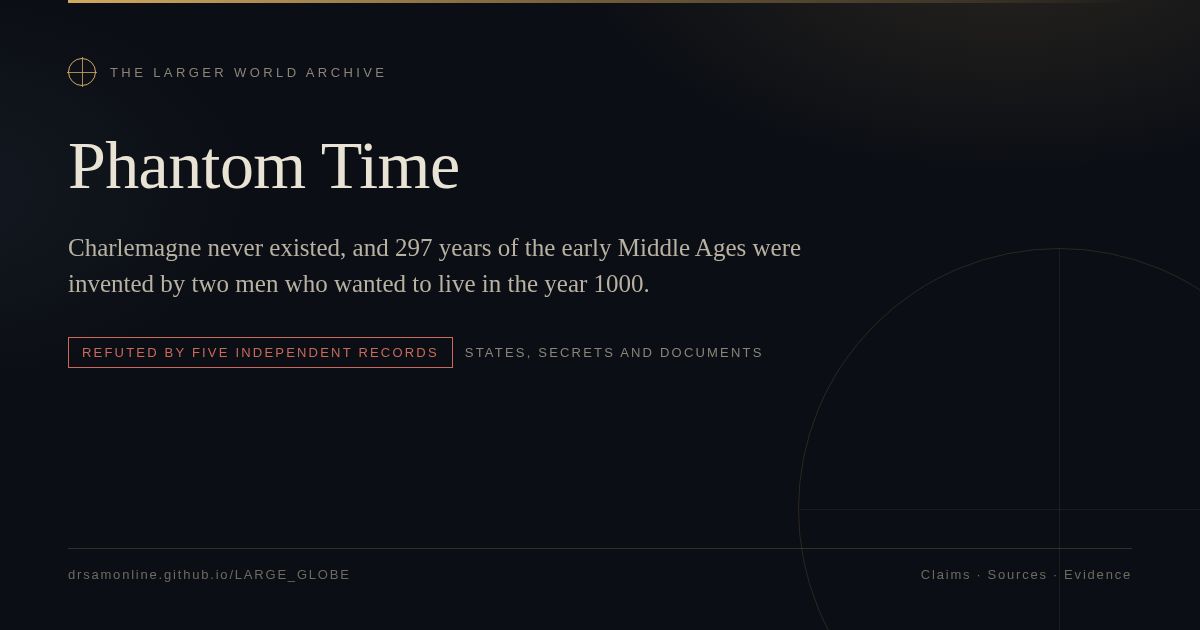 THE LARGER WORLD ARCHIVE
Phantom Time
Charlemagne never existed, and 297 years of the early Middle Ages were
invented by two men who wanted to live in the year 1000.
REFUTED BY FIVE INDEPENDENT RECORDS STATES, SECRETS AND DOCUMENTS
drsamonline.github.io/LARGE_GLOBE Claims · Sources · Evidence